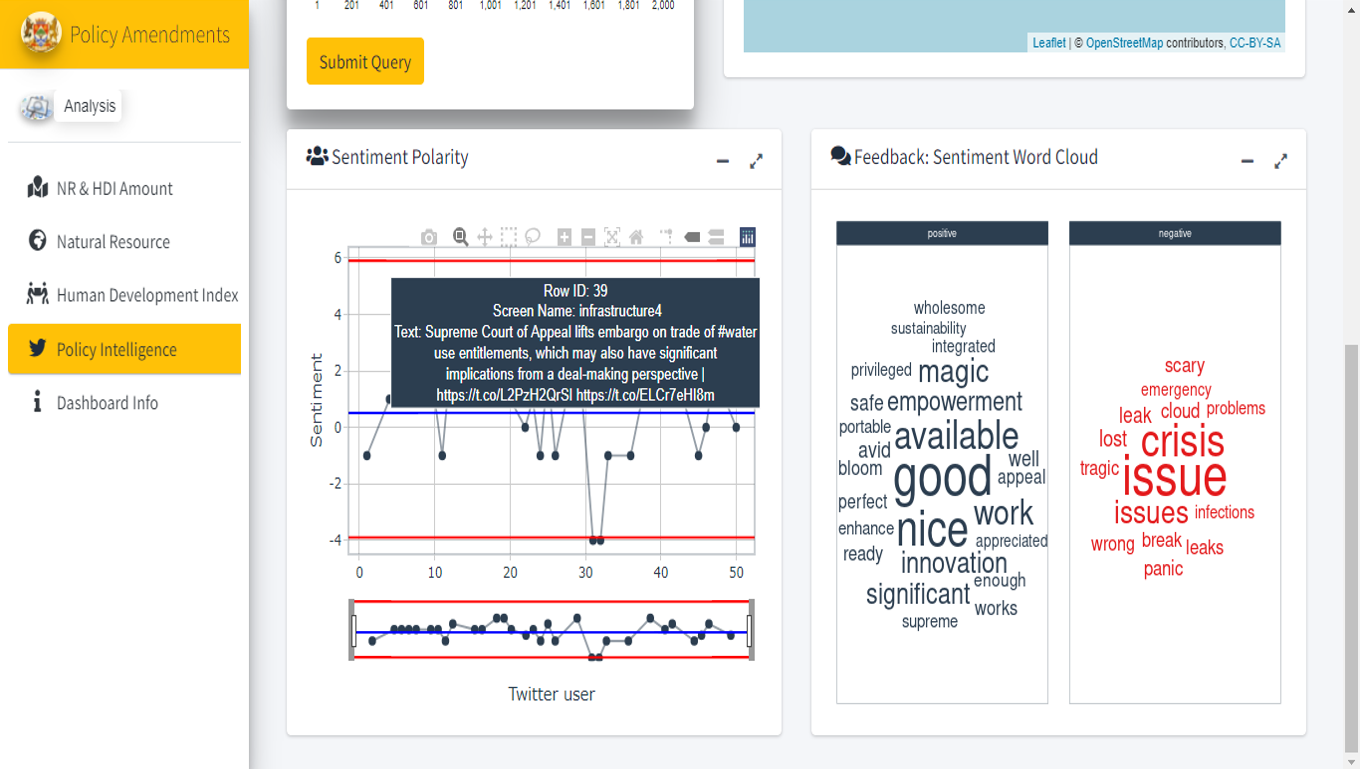 Policy Amendments
Analysis
NR & HDI Amount
Natural Resource
Human Development Index
Policy Intelligence
Dashboard Info
1 201 401 601 801 1,001 1,201 1,401 1,601 1,801 2,000
Submit Query
Leaflet | © OpenStreetMap contributors, CC-BY-SA
Sentiment Polarity
6
4
2
0
-2
-4
Sentiment
Row ID: 39
Screen Name: infrastructure4
Text: Supreme Court of Appeal lifts embargo on trade of #water
use entitlements, which may also have significant
implications from a deal-making perspective |
https://t.co/L2PzH2QrSl https://t.co/ELCr7eHl8m
0 10 20 30 40 50
Twitter user
Feedback: Sentiment Word Cloud
positive
wholesome
sustainability
integrated
privileged magic
safe empowerment
portable available
avid well
bloom good appeal
perfect work
enhance nice appreciated
ready innovation
enough
significant works
supreme
negative
scary
emergency
leak cloud problems
lost crisis
tragic issue
issues infections
wrong break leaks
panic